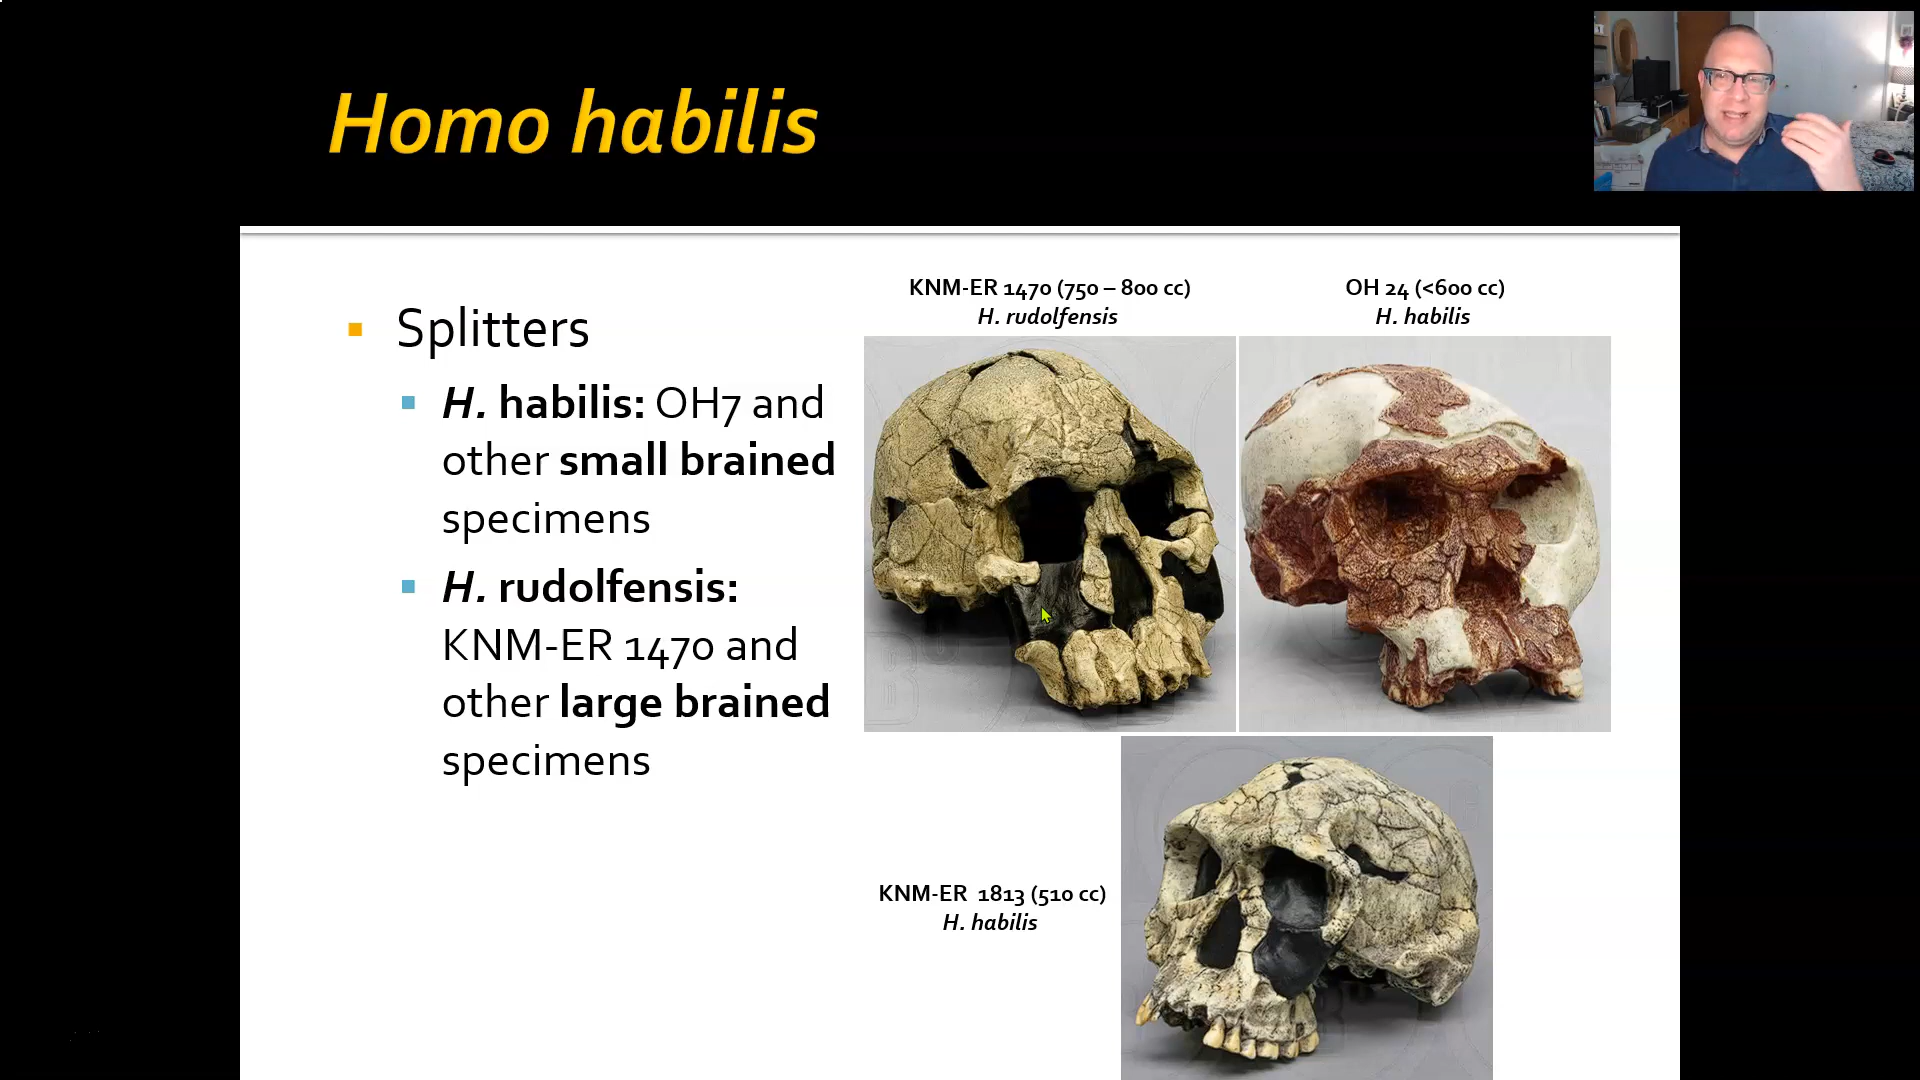 Homo habilis
Splitters
H. habilis: OH7 and
other small brained
specimens
H. rudolfensis:
KNM-ER 1470 and
other large brained
specimens
KNM-ER 1470 (750 – 800 cc)
H. rudolfensis
OH 24 (<600 cc)
H. habilis
KNM-ER 1813 (510 cc)
H. habilis